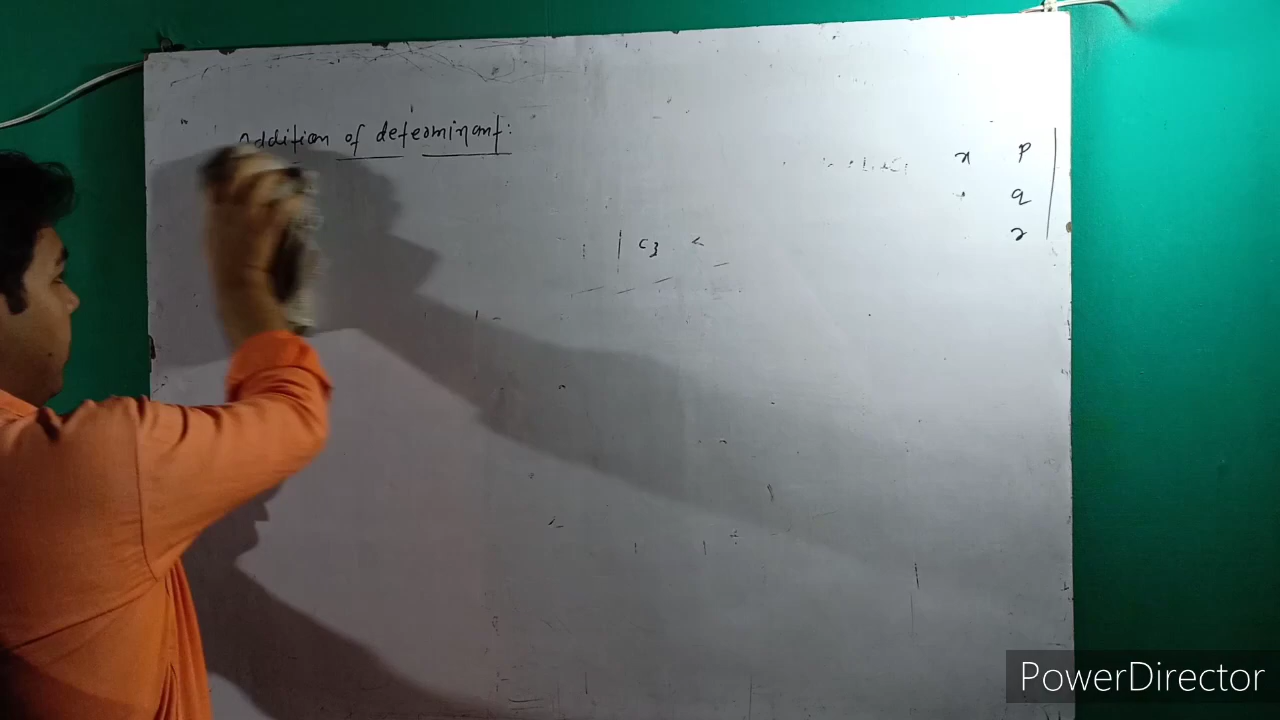 Addition of determinant:
x p
q
r
| c3 <
PowerDirector